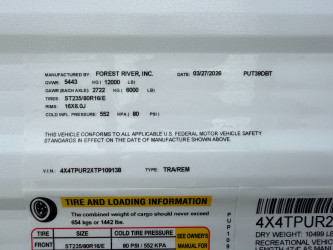 MANUFACTURED BY: FOREST RIVER, INC. DATE: 03/27/2026 PUT39DBT
GVWR: 5443 KG ( 12000 LB)
GAWR (EACH AXLE) 2722 KG ( 6000 LB)
TIRES: ST235/80R16/E
RIMS: 16X6.0J
COLD INFL. PRESSURE: 552 KPA ( 80 PSI)
THIS VEHICLE CONFORMS TO ALL APPLICABLE U.S. FEDERAL MOTOR VEHICLE SAFETY
STANDARDS IN EFFECT ON THE DATE OF MANUFACTURE SHOWN ABOVE.
V.I.N.: 4X4TPUR2XTP109138 TYPE: TRA/REM
TIRE AND LOADING INFORMATION
The combined weight of cargo should never exceed
654 kg or 1442 lbs.
TIRE SIZE COLD TIRE PRESSURE SEE OWNER'S
MANUAL FOR
FRONT ST235/80R16/E 80 PSI / 552 KPA
PUP
4X4TPUR2
DRY WEIGHT: 10499 LB
RECREATIONAL V